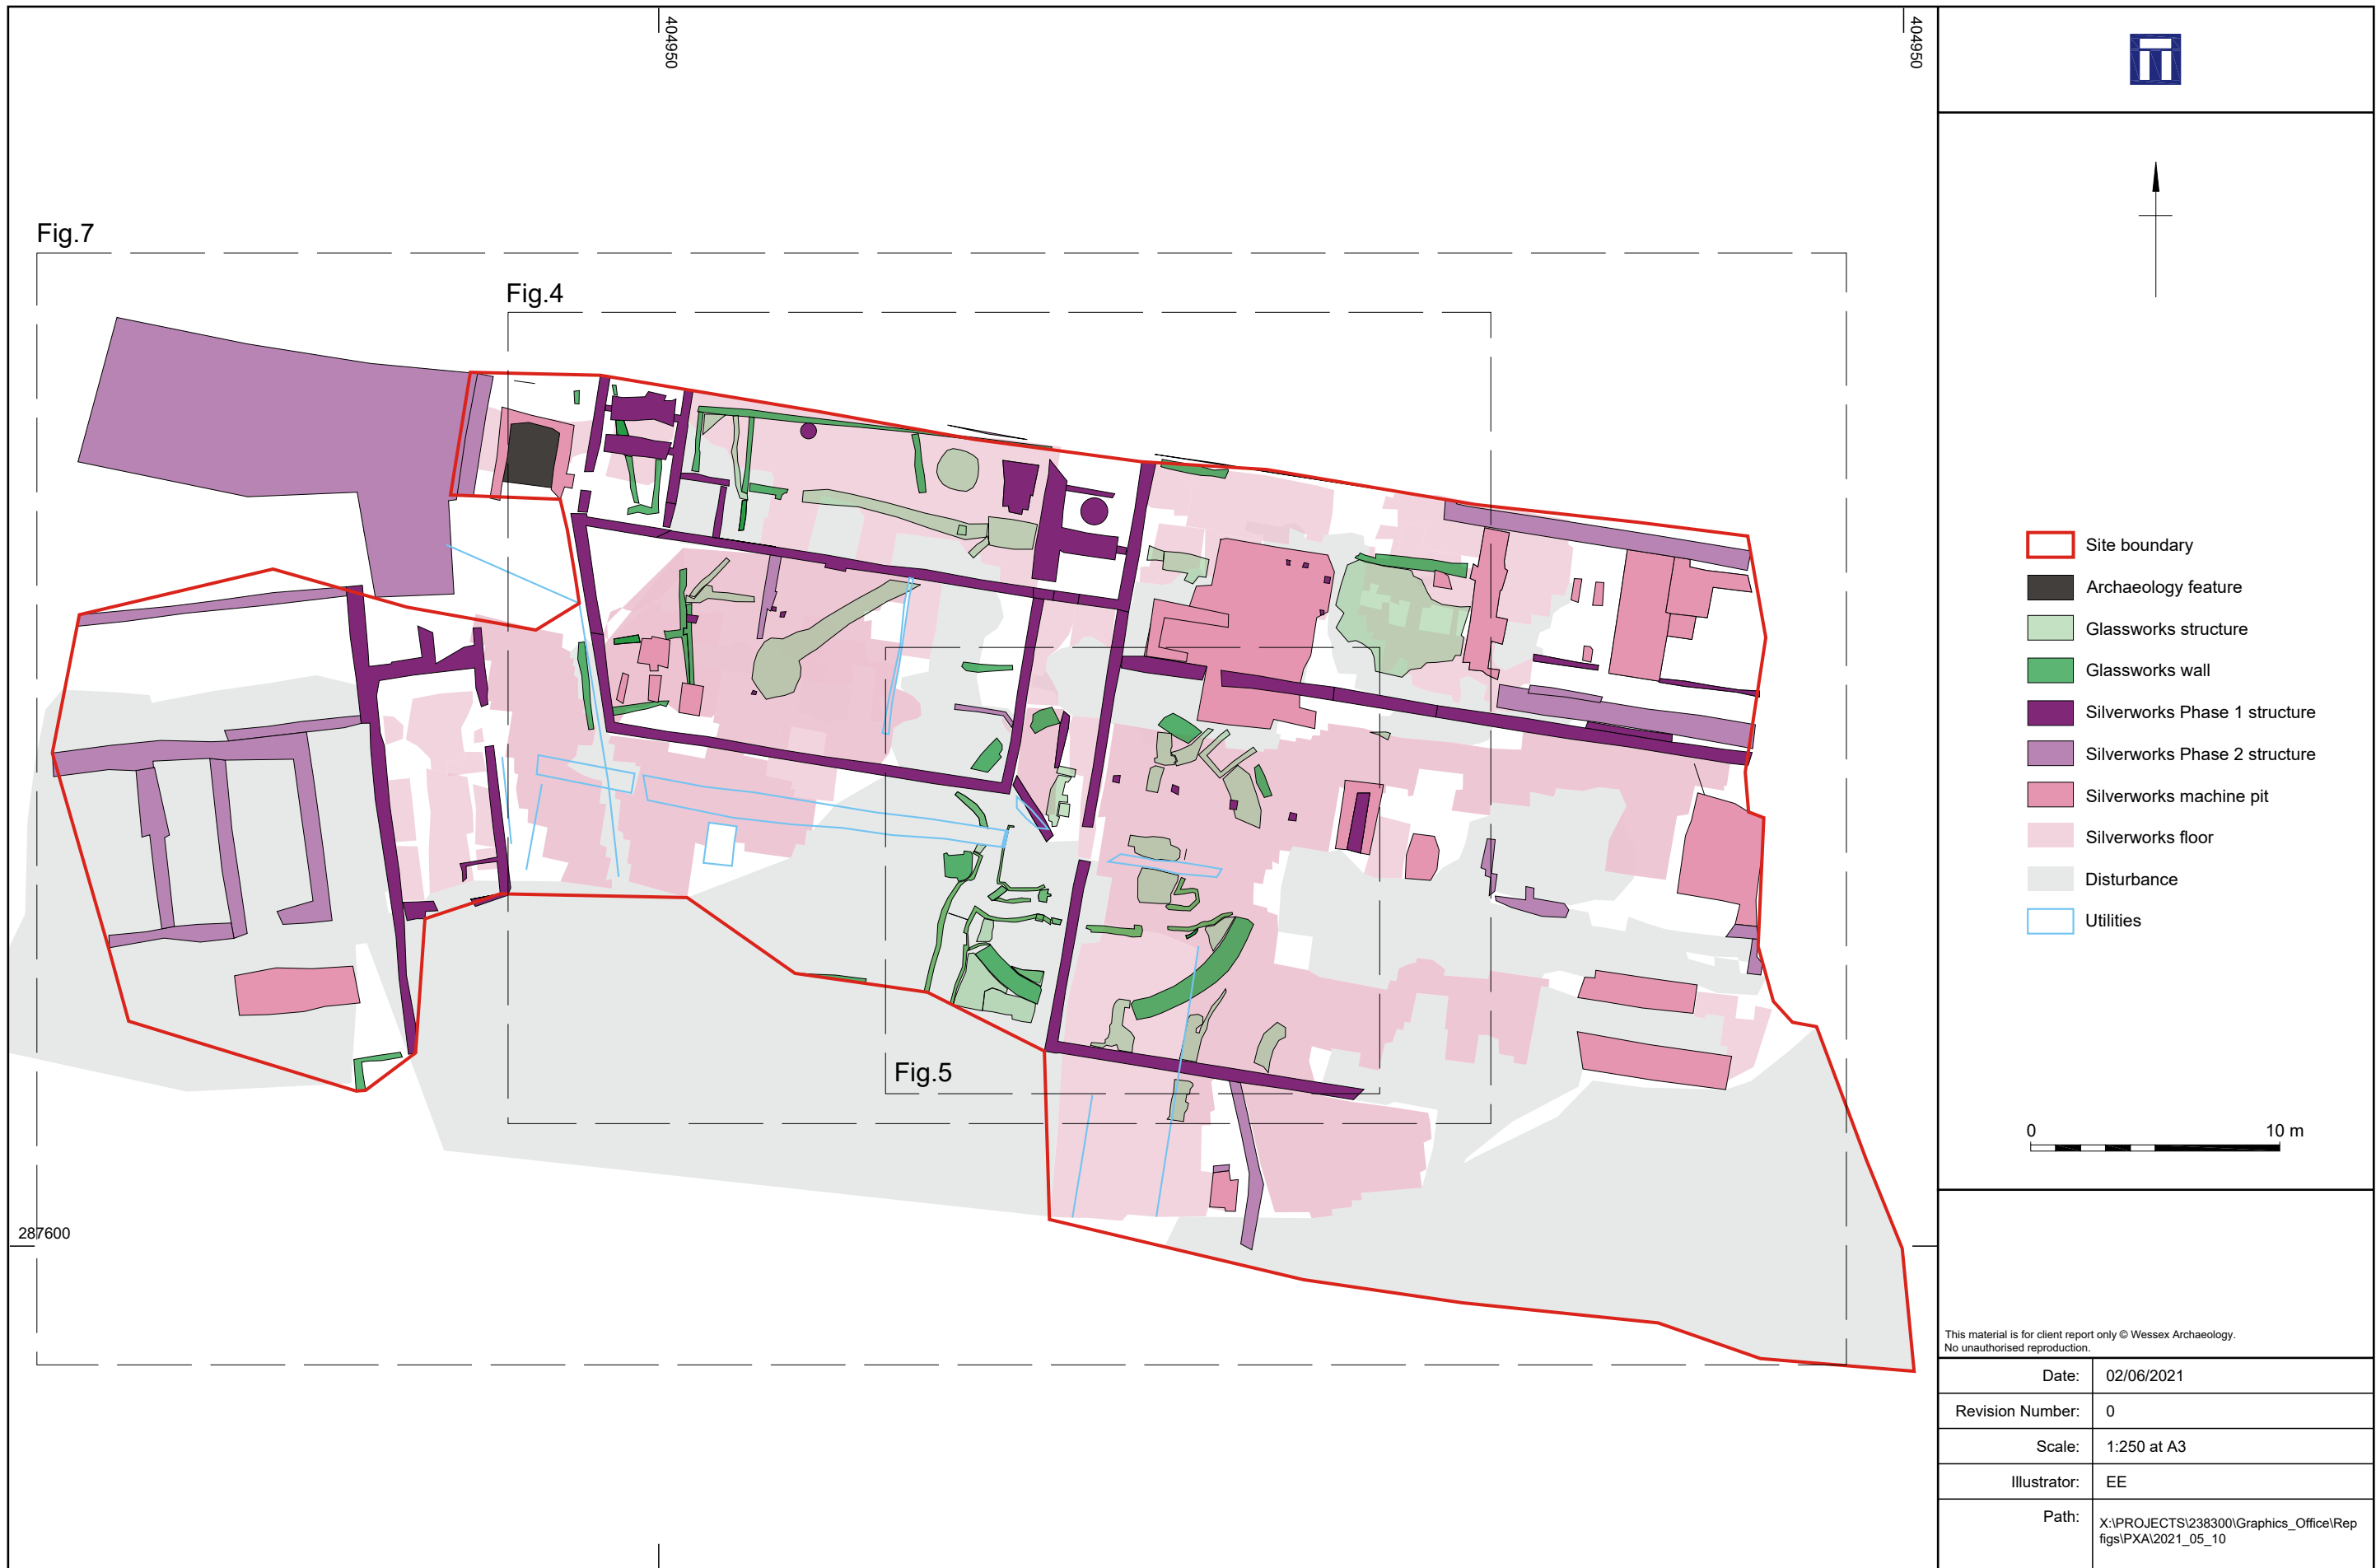 404950
404950
Fig.7
Fig.4
Fig.5
287600
Site boundary
Archaeology feature
Glassworks structure
Glassworks wall
Silverworks Phase 1 structure
Silverworks Phase 2 structure
Silverworks machine pit
Silverworks floor
Disturbance
Utilities
0 10 m
This material is for client report only © Wessex Archaeology.
No unauthorised reproduction.
Date: 02/06/2021
Revision Number: 0
Scale: 1:250 at A3
Illustrator: EE
Path: X:\PROJECTS\238300\Graphics_Office\Rep
figs\PXA\2021_05_10